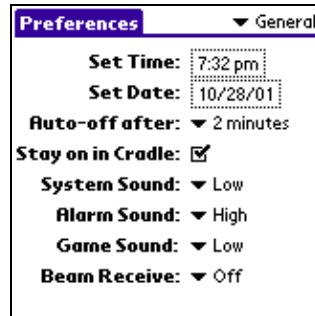 Preferences General
Set Time: 7:32 pm
Set Date: 10/28/01
Auto-off after: 2 minutes
Stay on in Cradle:
System Sound: Low
Alarm Sound: High
Game Sound: Low
Beam Receive: Off